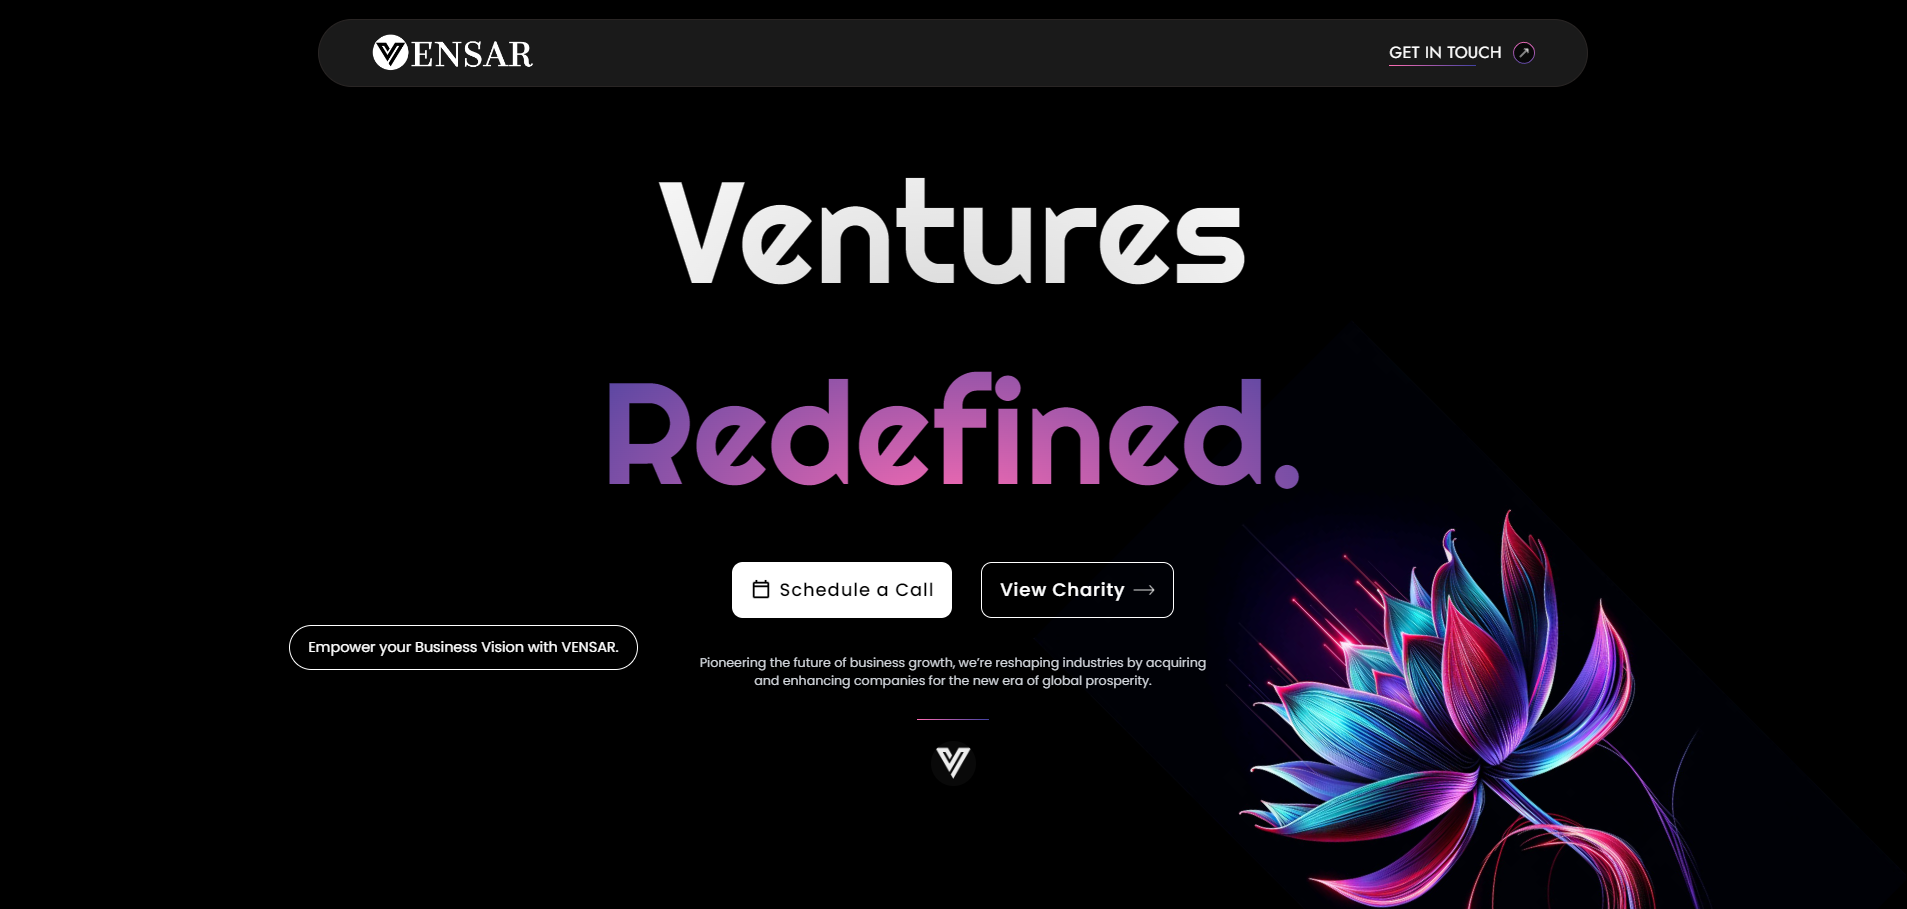 VENSAR
GET IN TOUCH
Ventures
Redefined.
Schedule a Call
View Charity
Empower your Business Vision with VENSAR.
Pioneering the future of business growth, we’re reshaping industries by acquiring
and enhancing companies for the new era of global prosperity.